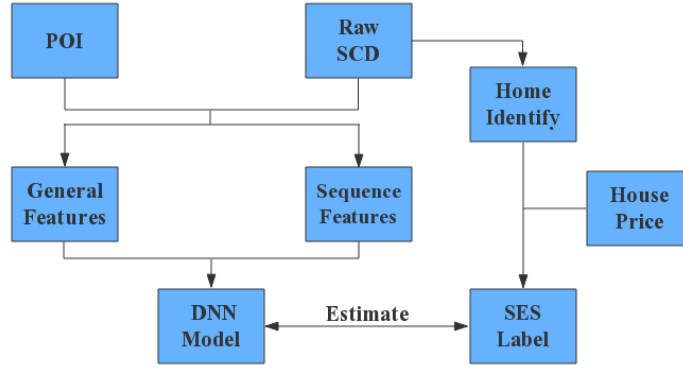 POI
Raw
SCD
Home
Identify
General
Features
Sequence
Features
House
Price
DNN
Model
Estimate
SES
Label